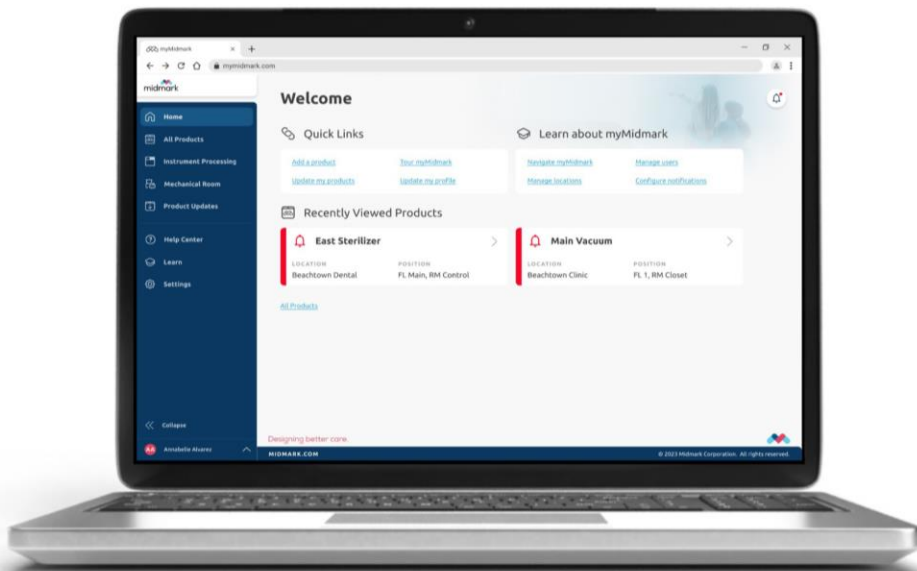 myMidmark
mymidmark.com
midmark
Home
All Products
Instrument Processing
Mechanical Room
Product Updates
Help Center
Learn
Settings
Collapse
AA Annabelle Alvarez
Welcome
Quick Links
Add a product Tour myMidmark
Update my products Update my profile
Learn about myMidmark
Navigate myMidmark Manage users
Manage locations Configure notifications
Recently Viewed Products
East Sterilizer
LOCATION POSITION
Beachtown Dental FL Main, RM Control
Main Vacuum
LOCATION POSITION
Beachtown Clinic FL 1, RM Closet
All Products
Designing better care.
MIDMARK.COM
© 2023 Midmark Corporation. All rights reserved.